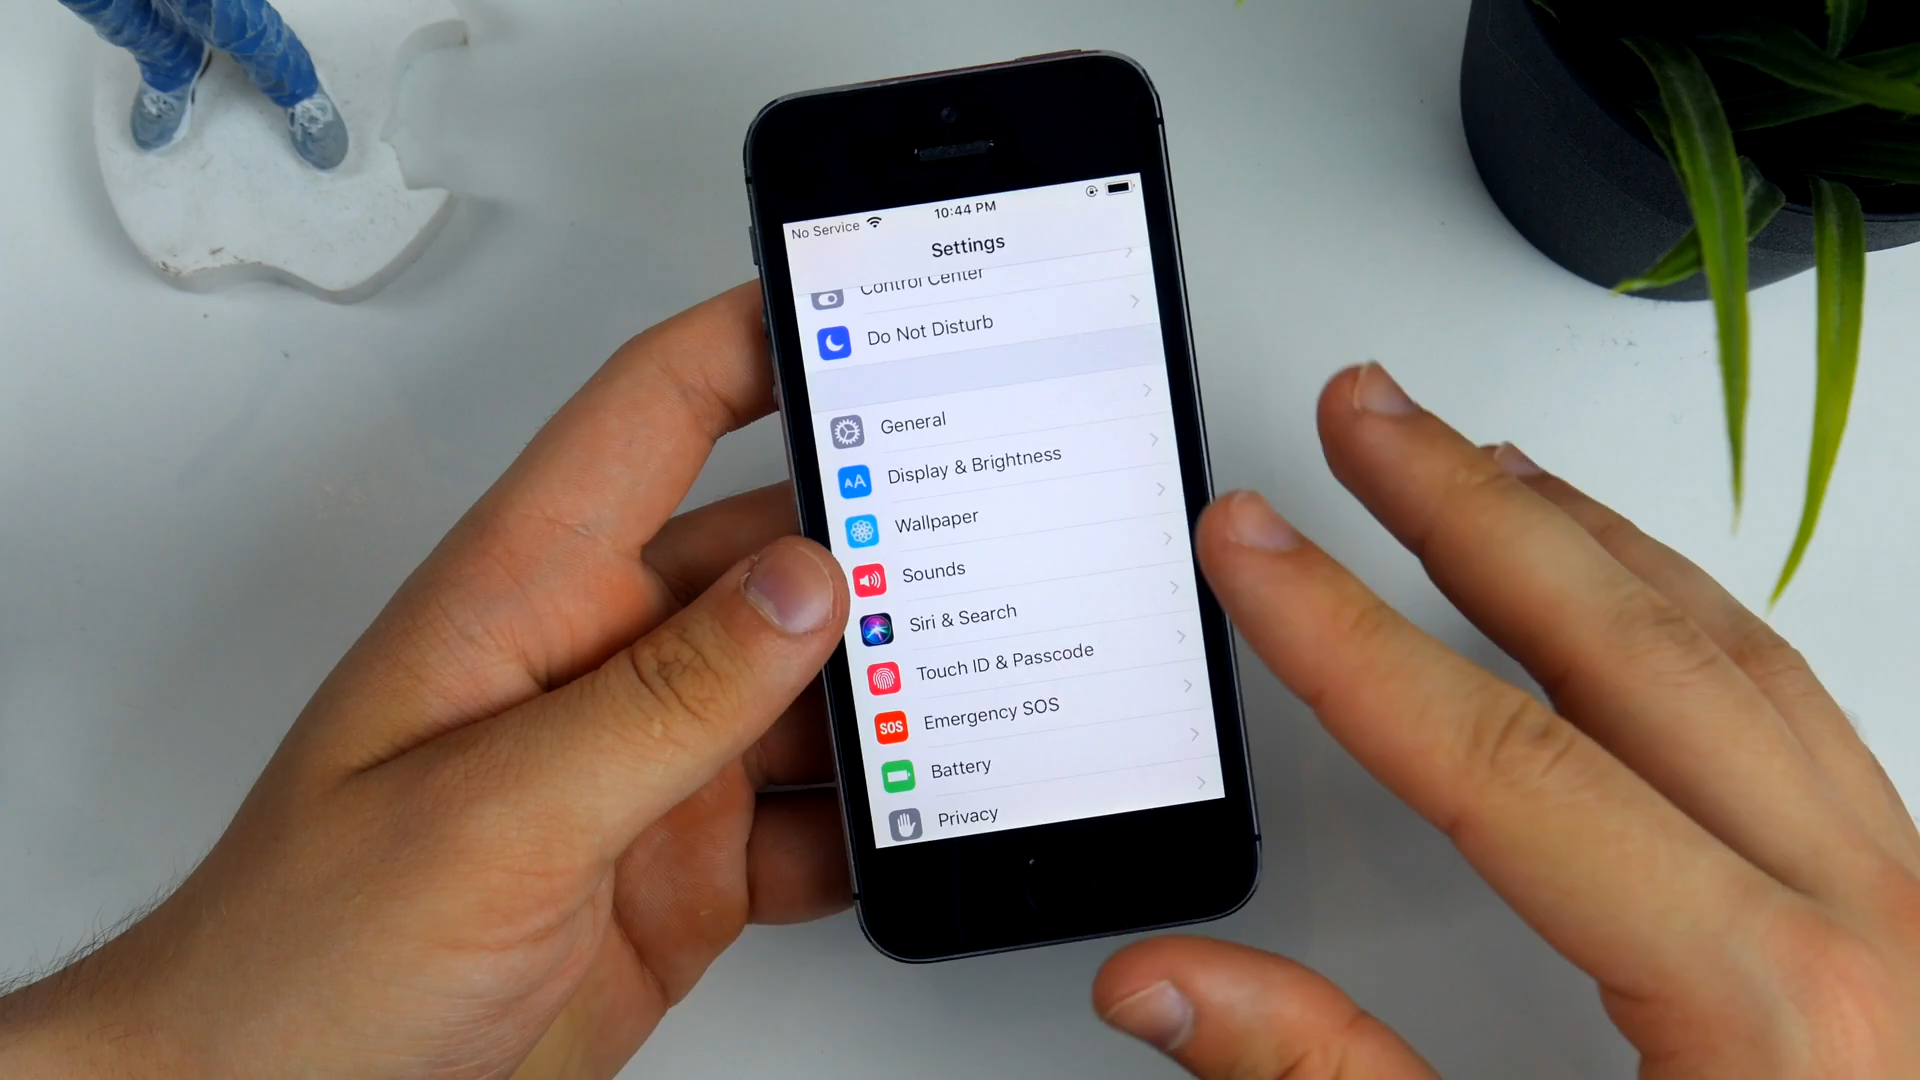 No Service
10:44 PM
Settings
Control Center
Do Not Disturb
General
AA
Display & Brightness
Wallpaper
Sounds
Siri & Search
Touch ID & Passcode
SOS
Emergency SOS
Battery
Privacy